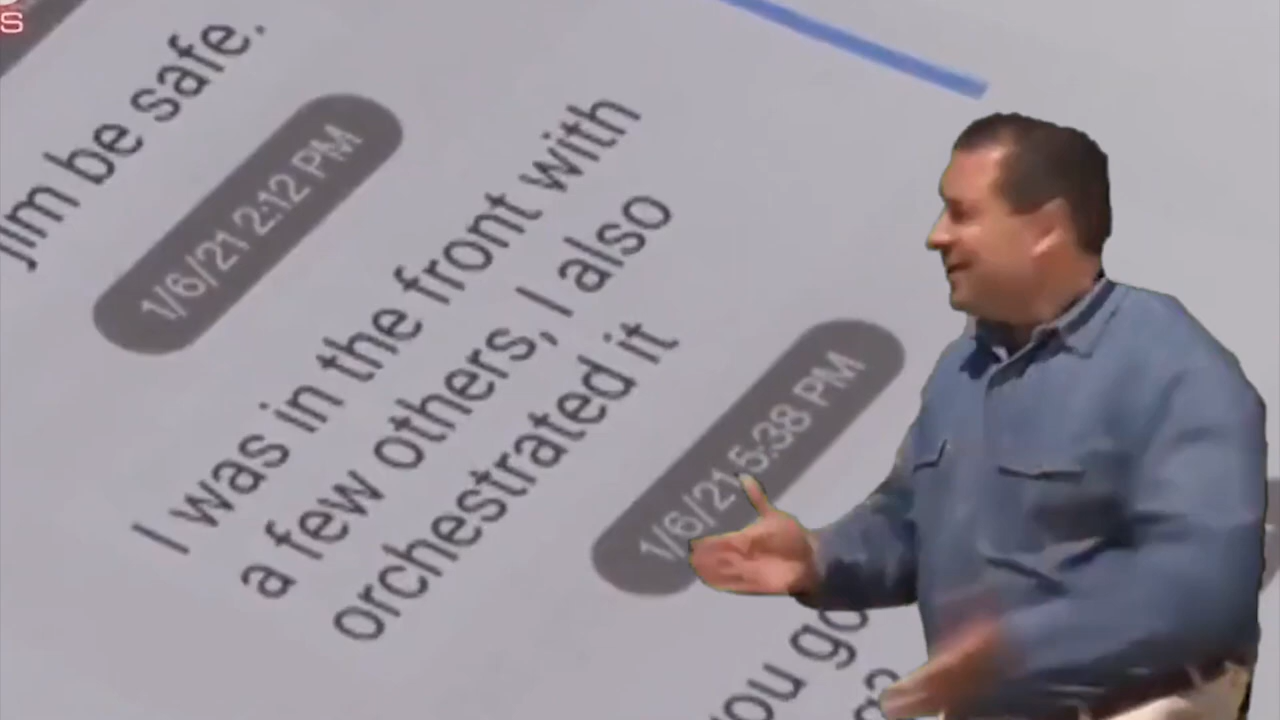 S
jim be safe.
1/6/21 2:12 PM
I was in the front with
a few others, I also
orchestrated it
1/6/21 5:38 PM
you